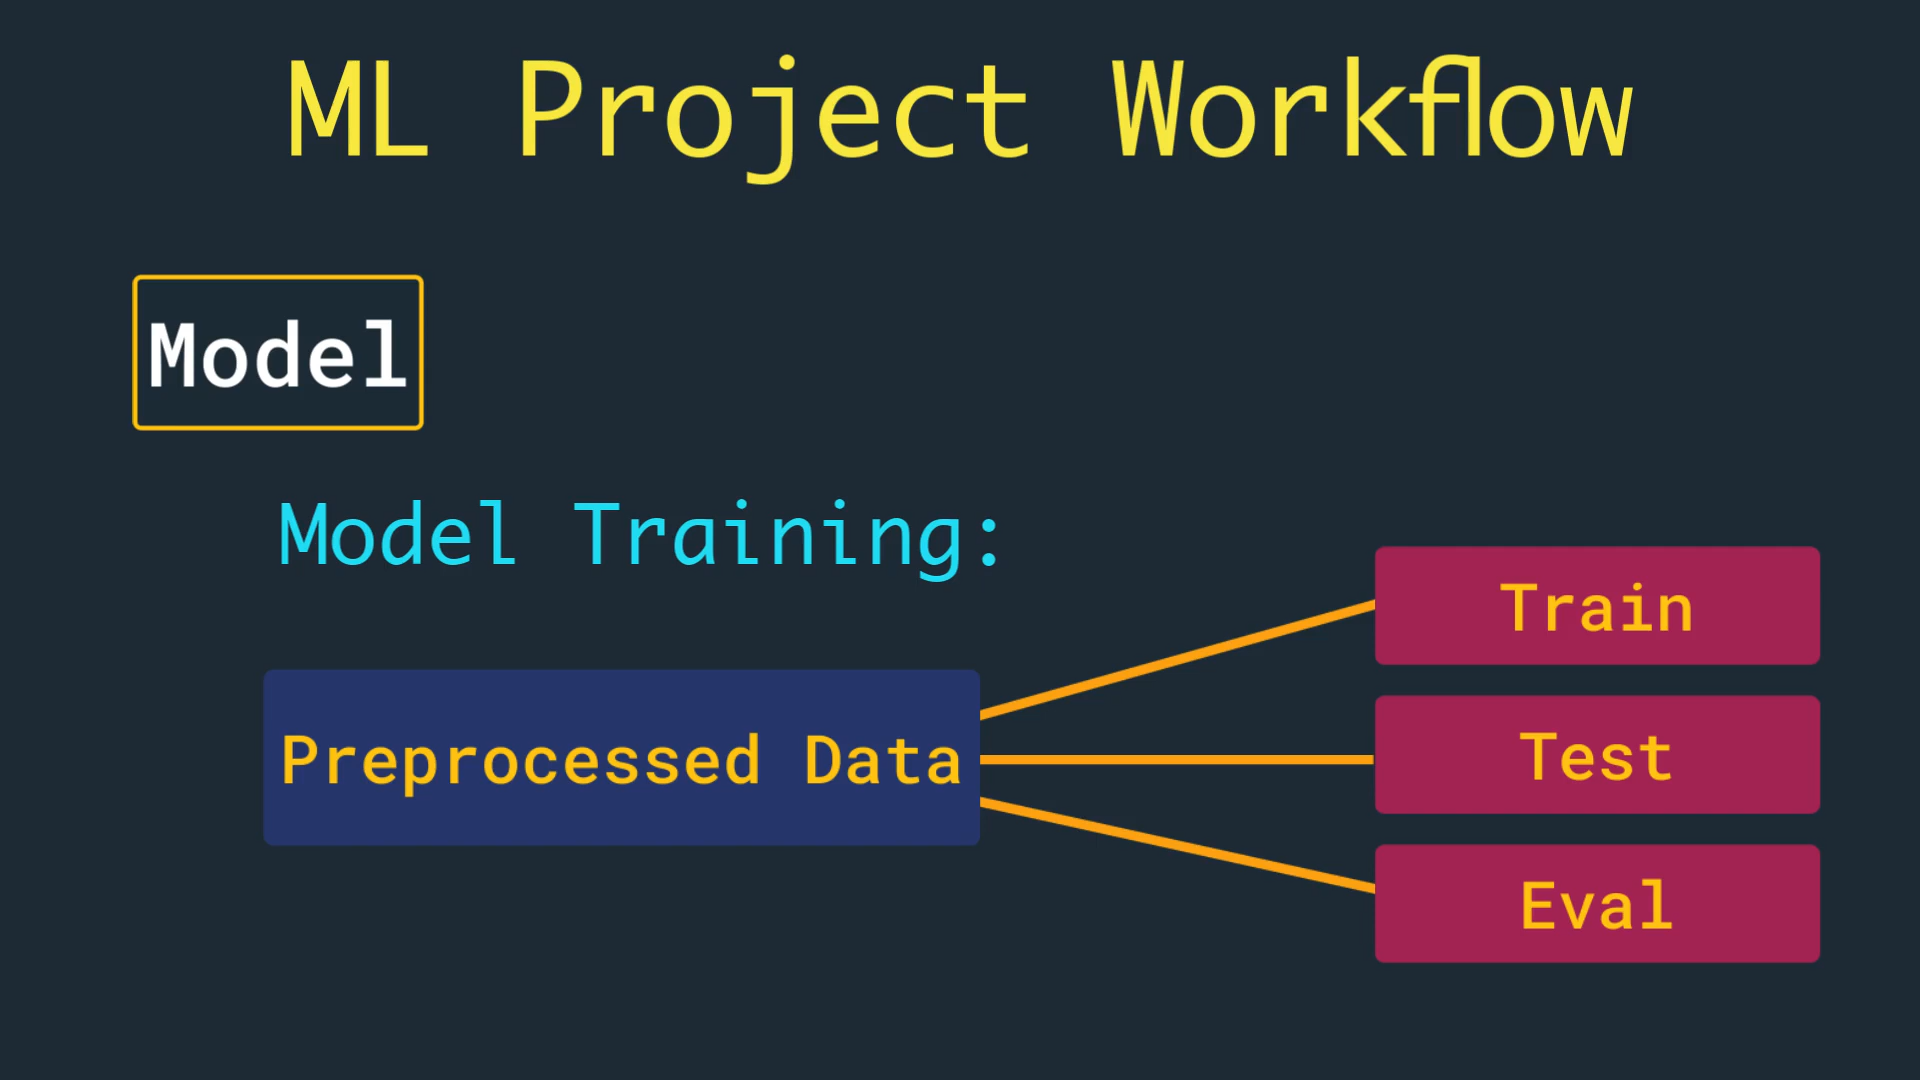 ML Project Workflow
Model
Model Training:
Preprocessed Data
Train
Test
Eval